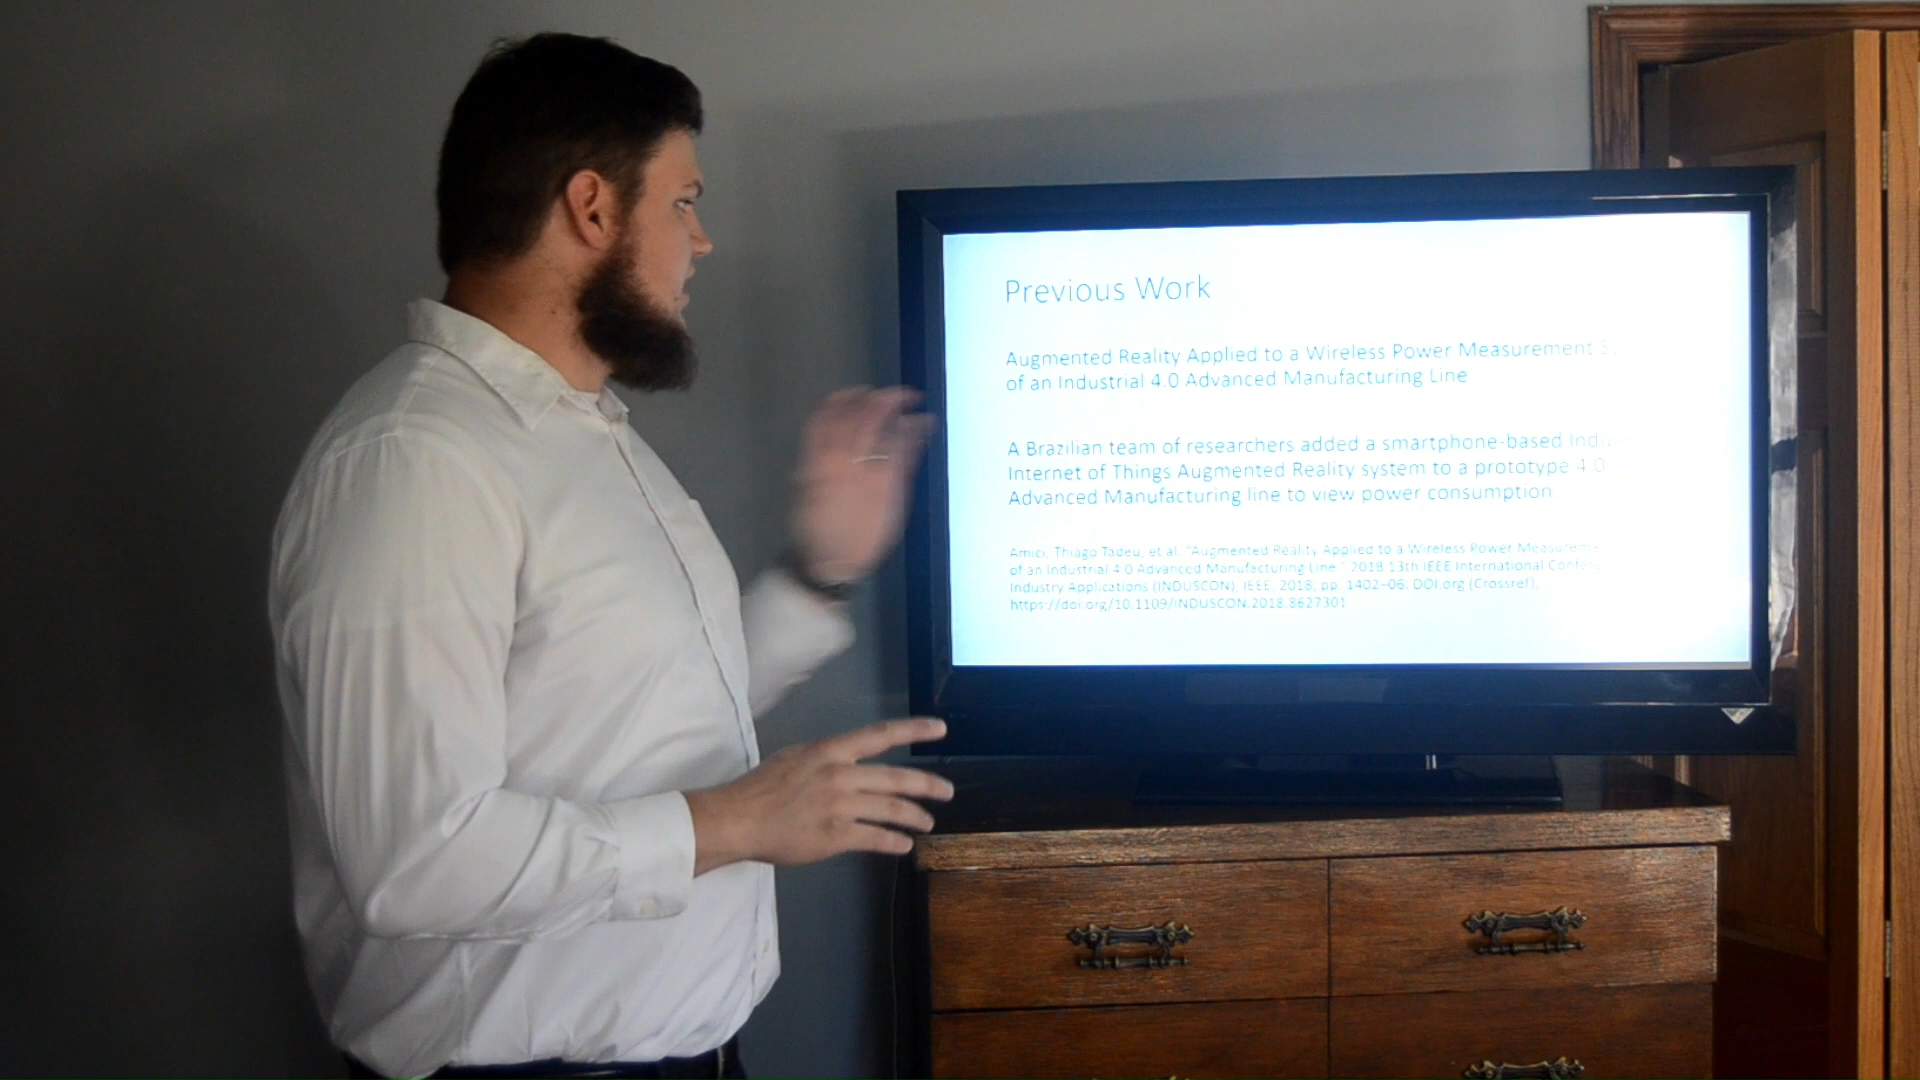 Previous Work
Augmented Reality Applied to a Wireless Power Measurement
of an Industrial 4.0 Advanced Manufacturing Line
A Brazilian team of researchers added a smartphone-based
Internet of Things Augmented Reality system to a prototype 4.0
Advanced Manufacturing line to view power consumption.
Amici, Thiago Tadeu, et al. "Augmented Reality Applied to a Wireless Power Measureme
of an Industrial 4.0 Advanced Manufacturing Line." 2018 13th IEEE International
Industry Applications (INDUSCON), IEEE, 2018, pp. 1402–06. DOI.org (Crossref),
https://doi.org/10.1109/INDUSCON.2018.8627301